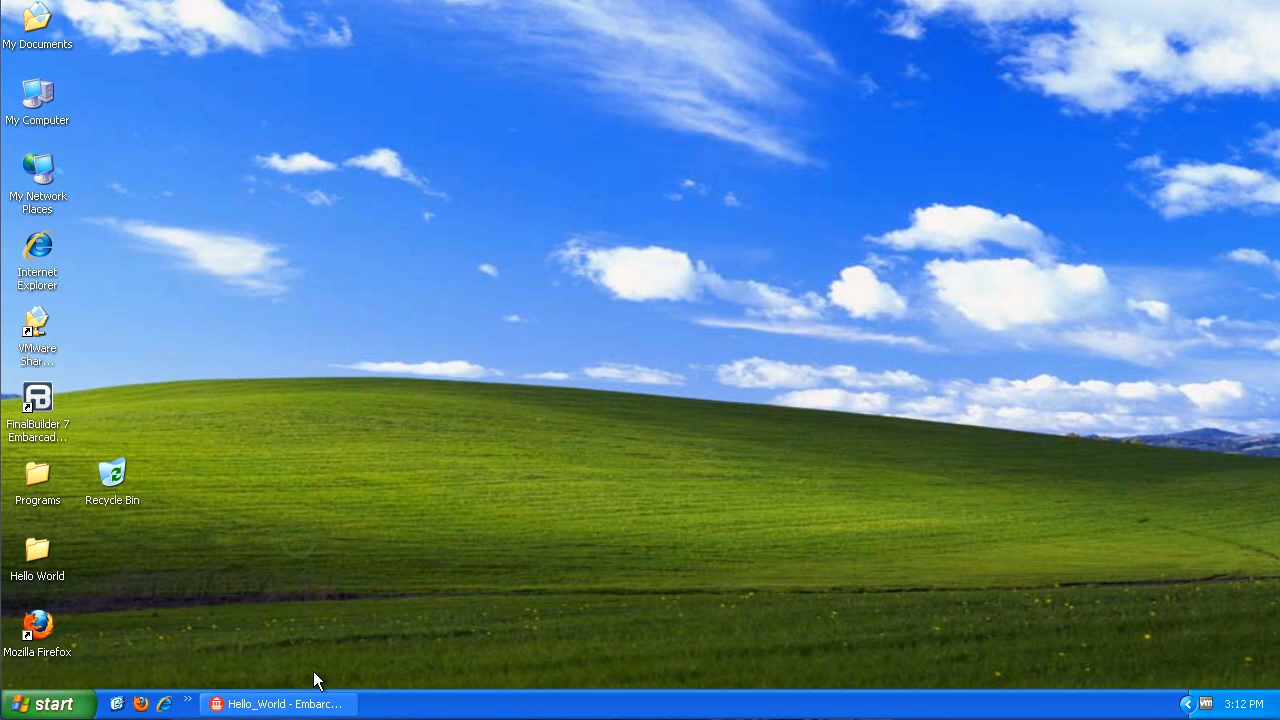 My Documents
My Computer
My Network
Places
Internet
Explorer
VMware
Shar...
FinalBuilder 7
Embarcad...
Programs
Recycle Bin
Hello World
Mozilla Firefox
start
Hello_World - Embarc...
vm
3:12 PM